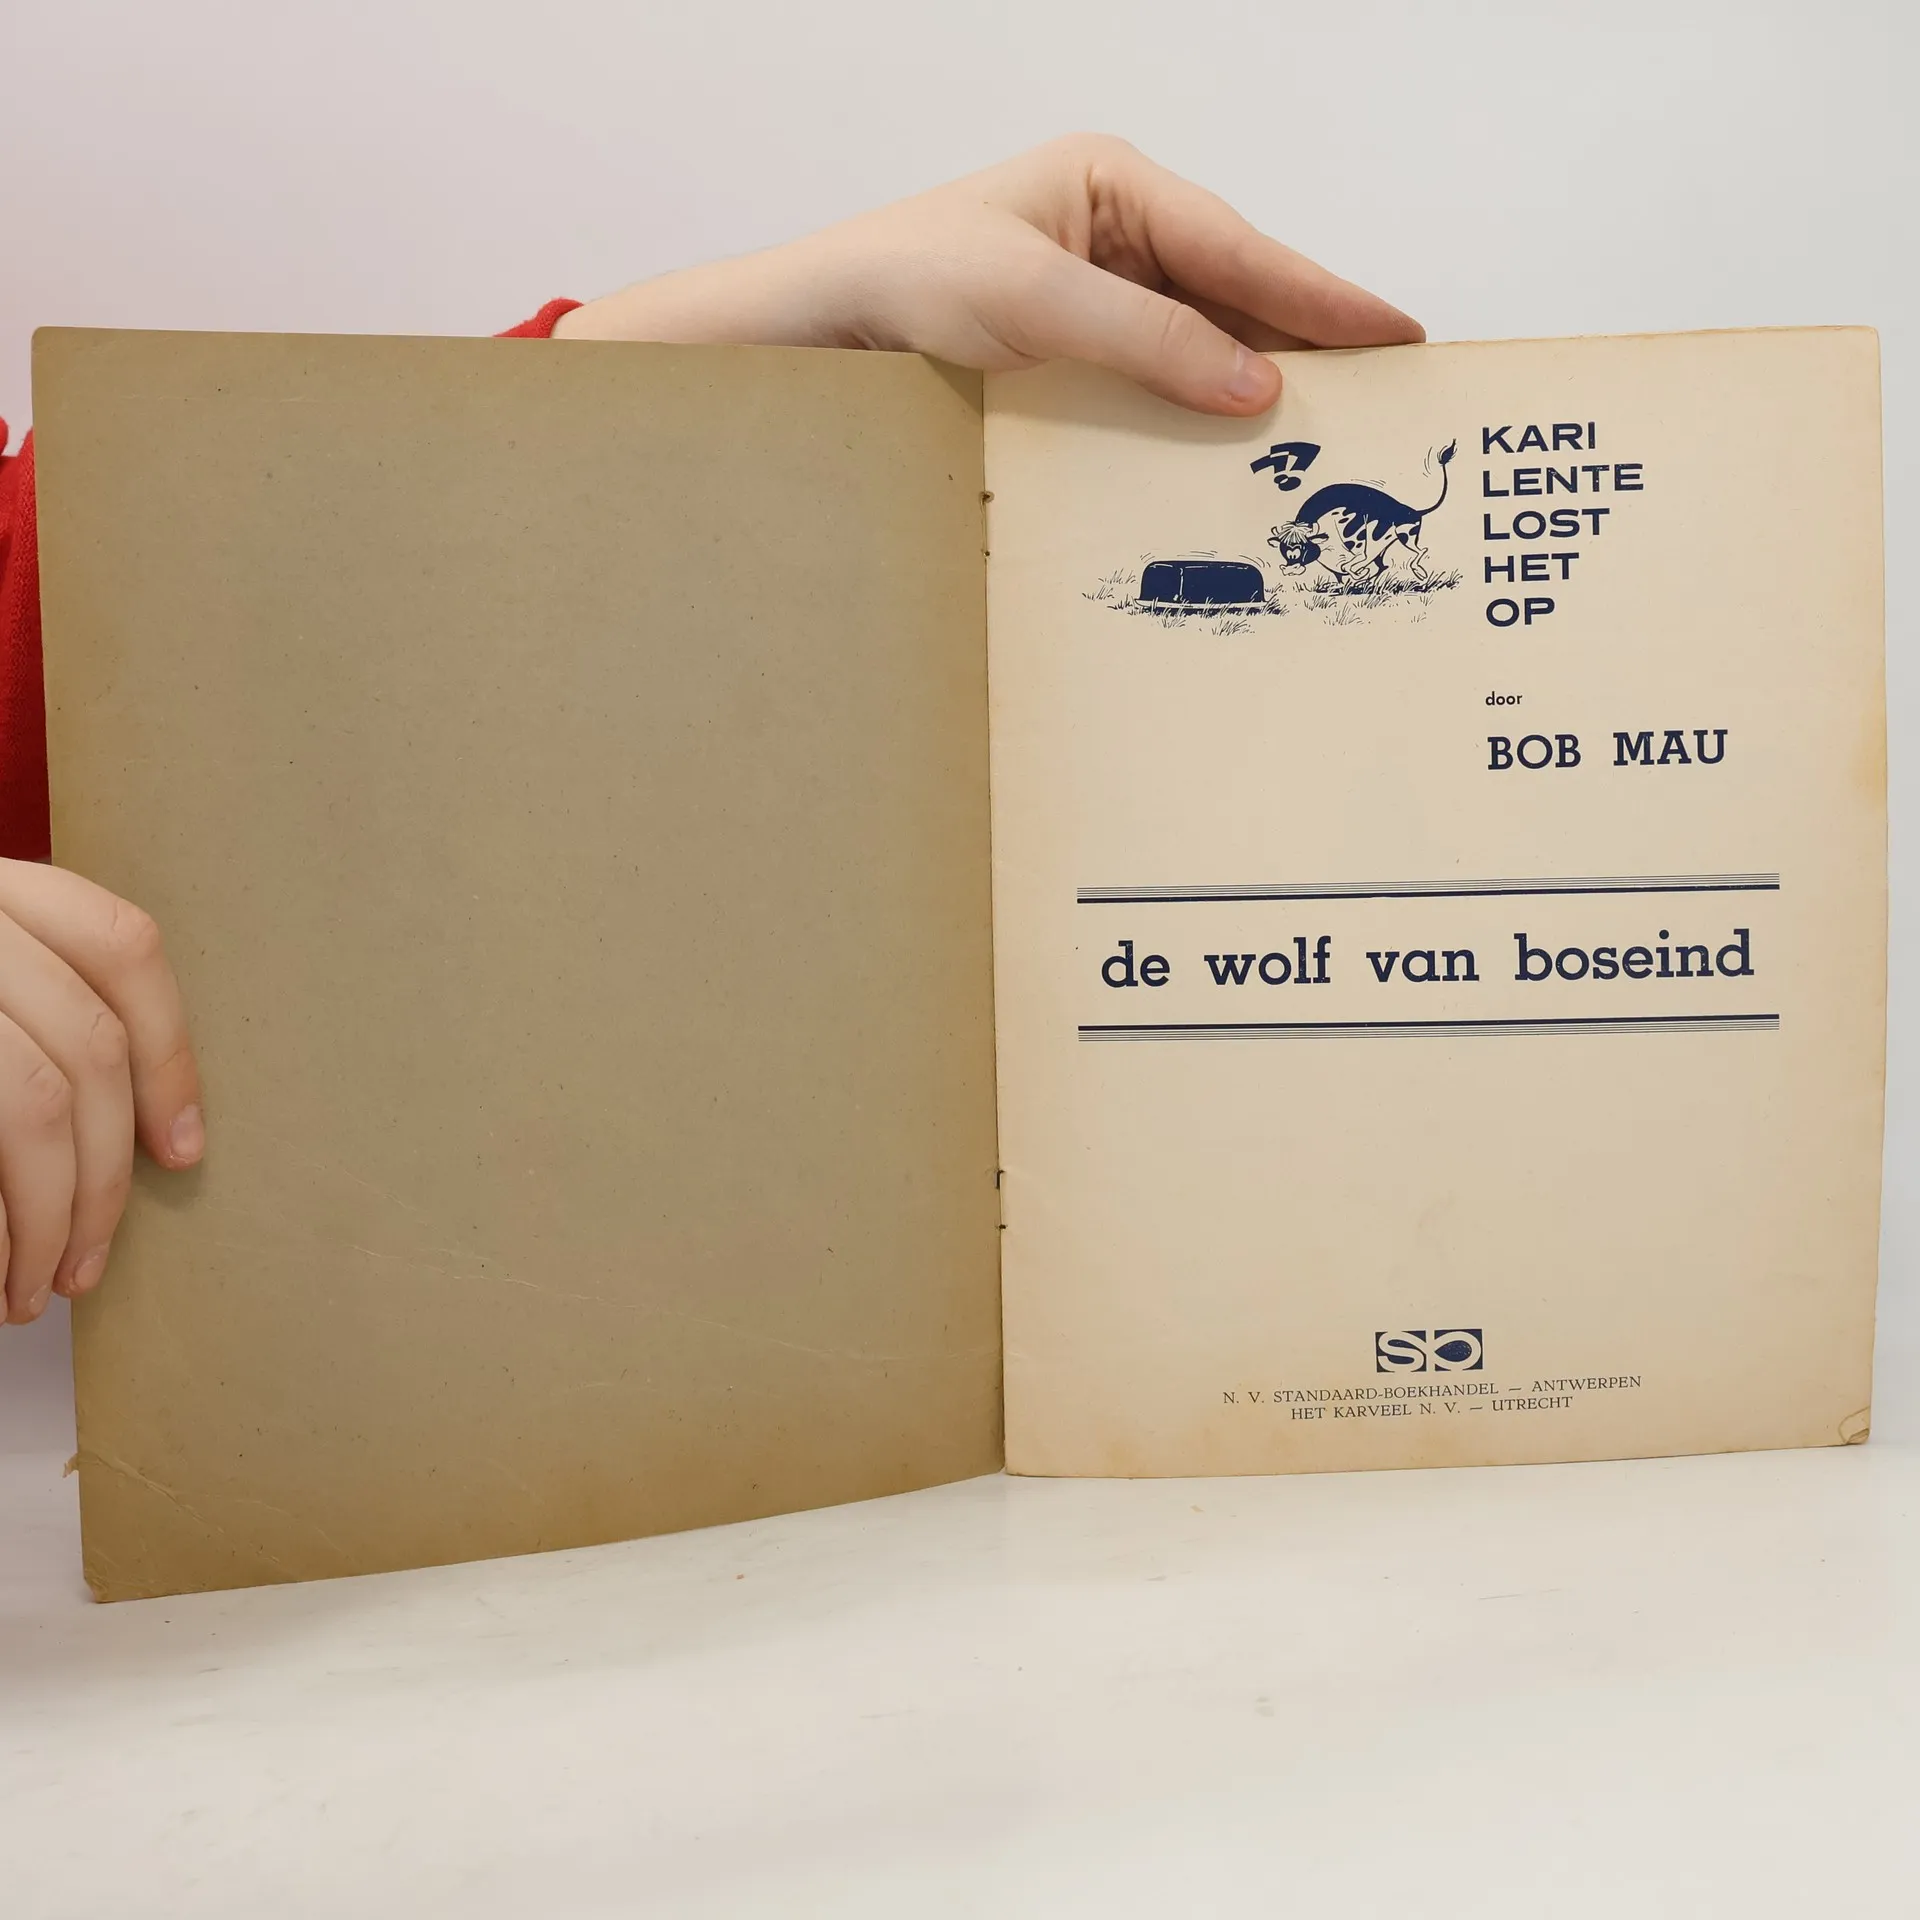 ?!
KARI
LENTE
LOST
HET
OP
door
BOB MAU
de wolf van boseind
N. V. STANDAARD-BOEKHANDEL — ANTWERPEN
HET KARVEEL N. V. — UTRECHT